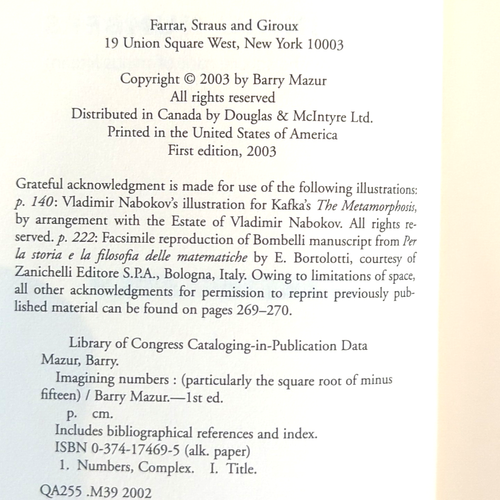 Farrar, Straus and Giroux
19 Union Square West, New York 10003
Copyright © 2003 by Barry Mazur
All rights reserved
Distributed in Canada by Douglas & McIntyre Ltd.
Printed in the United States of America
First edition, 2003
Grateful acknowledgment is made for use of the following illustrations:
p. 140: Vladimir Nabokov's illustration for Kafka's The Metamorphosis,
by arrangement with the Estate of Vladimir Nabokov. All rights re-
served. p. 222: Facsimile reproduction of Bombelli manuscript from Per
la storia e la filosofia delle matematiche by E. Bortolotti, courtesy of
Zanichelli Editore S.P.A., Bologna, Italy. Owing to limitations of space,
all other acknowledgments for permission to reprint previously pub-
lished material can be found on pages 269–270.
Library of Congress Cataloging-in-Publication Data
Mazur, Barry.
Imagining numbers : (particularly the square root of minus
fifteen) / Barry Mazur.—1st ed.
p. cm.
Includes bibliographical references and index.
ISBN 0-374-17469-5 (alk. paper)
1. Numbers, Complex. I. Title.
QA255 .M39 2002